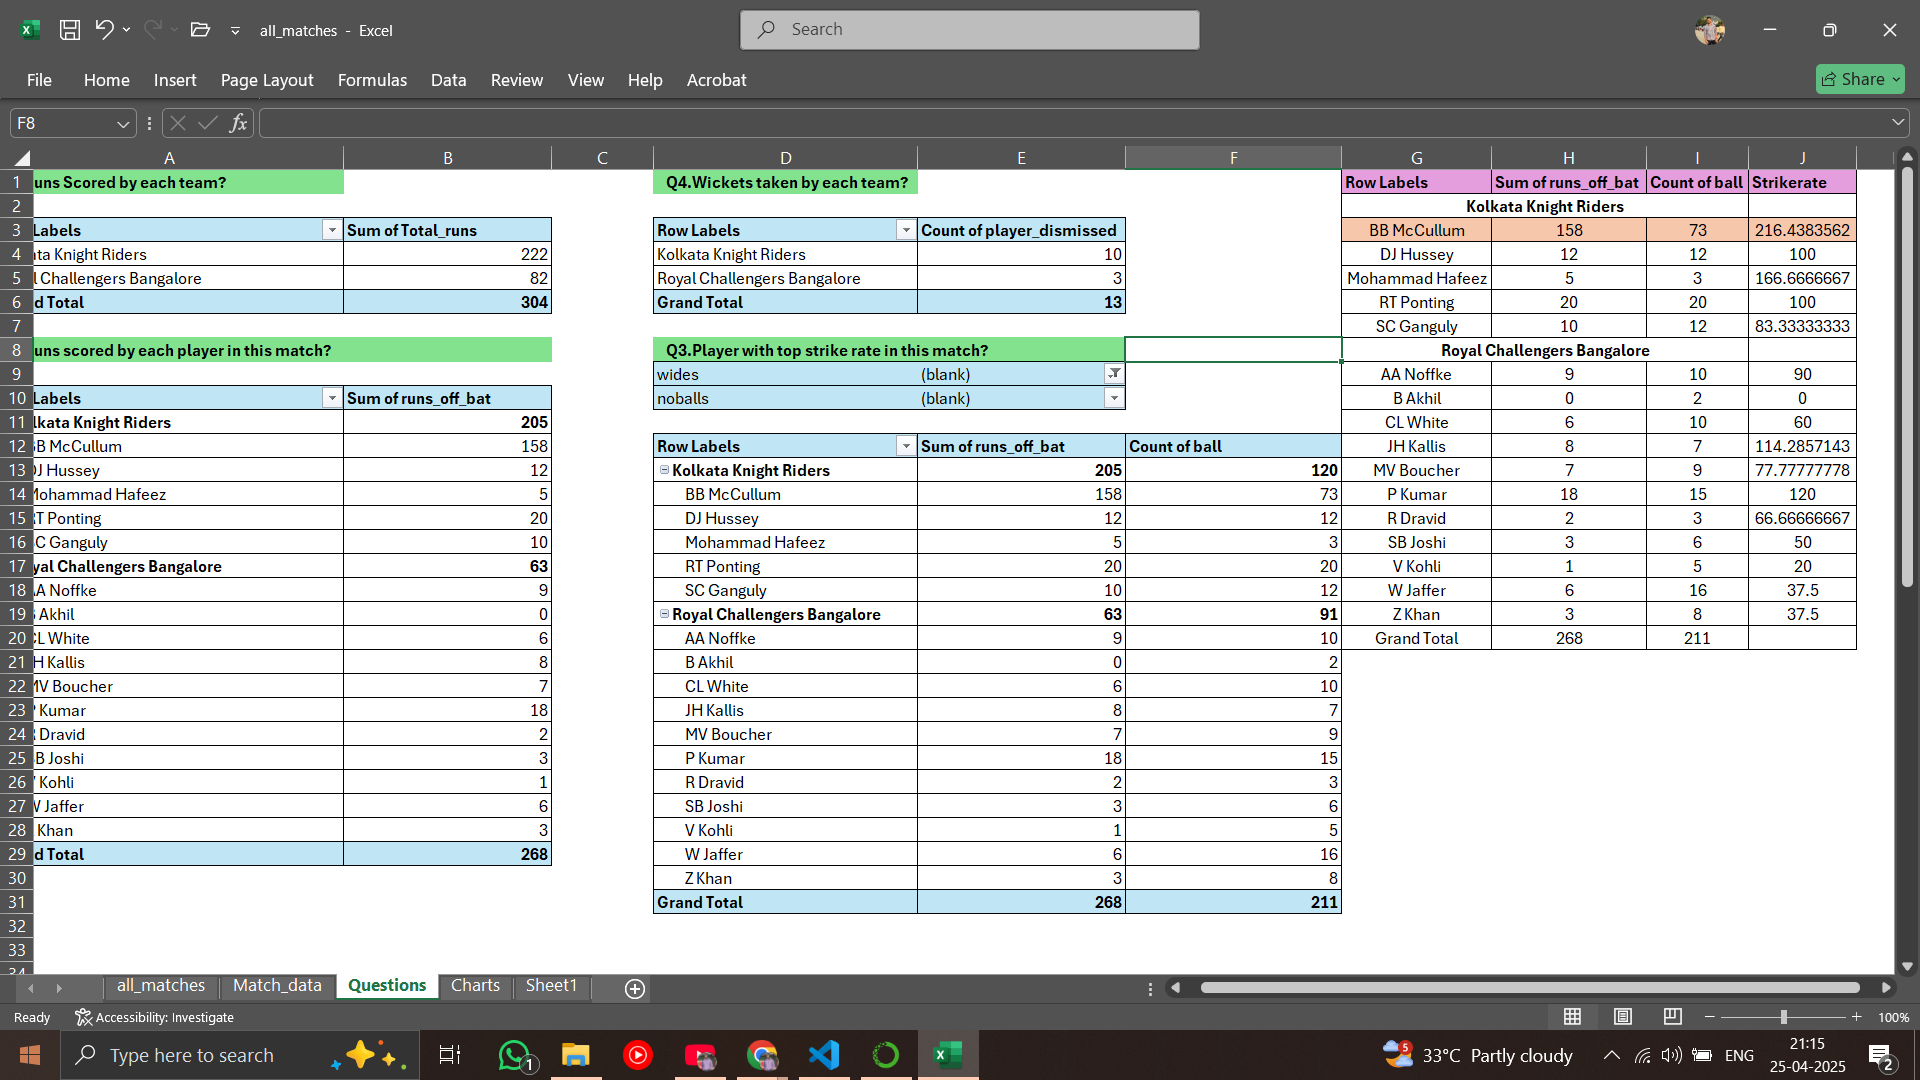 all_matches - Excel
Search
File Home Insert Page Layout Formulas Data Review View Help Acrobat
Share
F8
fx
A B C D E F G H I J
1 uns Scored by each team? Q4.Wickets taken by each team? Row Labels Sum of runs_off_bat Count of ball Strikerate
2 Kolkata Knight Riders
3 Labels Sum of Total_runs Row Labels Count of player_dismissed BB McCullum 158 73 216.4383562
4 ta Knight Riders 222 Kolkata Knight Riders 10 DJ Hussey 12 12 100
5 l Challengers Bangalore 82 Royal Challengers Bangalore 3 Mohammad Hafeez 5 3 166.6666667
6 d Total 304 Grand Total 13 RT Ponting 20 20 100
7 SC Ganguly 10 12 83.33333333
8 uns scored by each player in this match? Q3.Player with top strike rate in this match? Royal Challengers Bangalore
9 wides (blank) AA Noffke 9 10 90
10 Labels Sum of runs_off_bat noballs (blank) B Akhil 0 2 0
11 lkata Knight Riders 205 CL White 6 10 60
12 B McCullum 158 Row Labels Sum of runs_off_bat Count of ball JH Kallis 8 7 114.2857143
13 J Hussey 12 Kolkata Knight Riders 205 120 MV Boucher 7 9 77.77777778
14 Mohammad Hafeez 5 BB McCullum 158 73 P Kumar 18 15 120
15 T Ponting 20 DJ Hussey 12 12 R Dravid 2 3 66.66666667
16 C Ganguly 10 Mohammad Hafeez 5 3 SB Joshi 3 6 50
17 yal Challengers Bangalore 63 RT Ponting 20 20 V Kohli 1 5 20
18 A Noffke 9 SC Ganguly 10 12 W Jaffer 6 16 37.5
19 Akhil 0 Royal Challengers Bangalore 63 91 Z Khan 3 8 37.5
20 L White 6 AA Noffke 9 10 Grand Total 268 211
21 H Kallis 8 B Akhil 0 2
22 MV Boucher 7 CL White 6 10
23 Kumar 18 JH Kallis 8 7
24 Dravid 2 MV Boucher 7 9
25 B Joshi 3 P Kumar 18 15
26 Kohli 1 R Dravid 2 3
27 W Jaffer 6 SB Joshi 3 6
28 Khan 3 V Kohli 1 5
29 d Total 268 W Jaffer 6 16
30 Z Khan 3 8
31 Grand Total 268 211
32
33
34
all_matches Match_data Questions Charts Sheet1
Ready Accessibility: Investigate 100%
Type here to search 1 5 33°C Partly cloudy ENG 21:15
25-04-2025 2